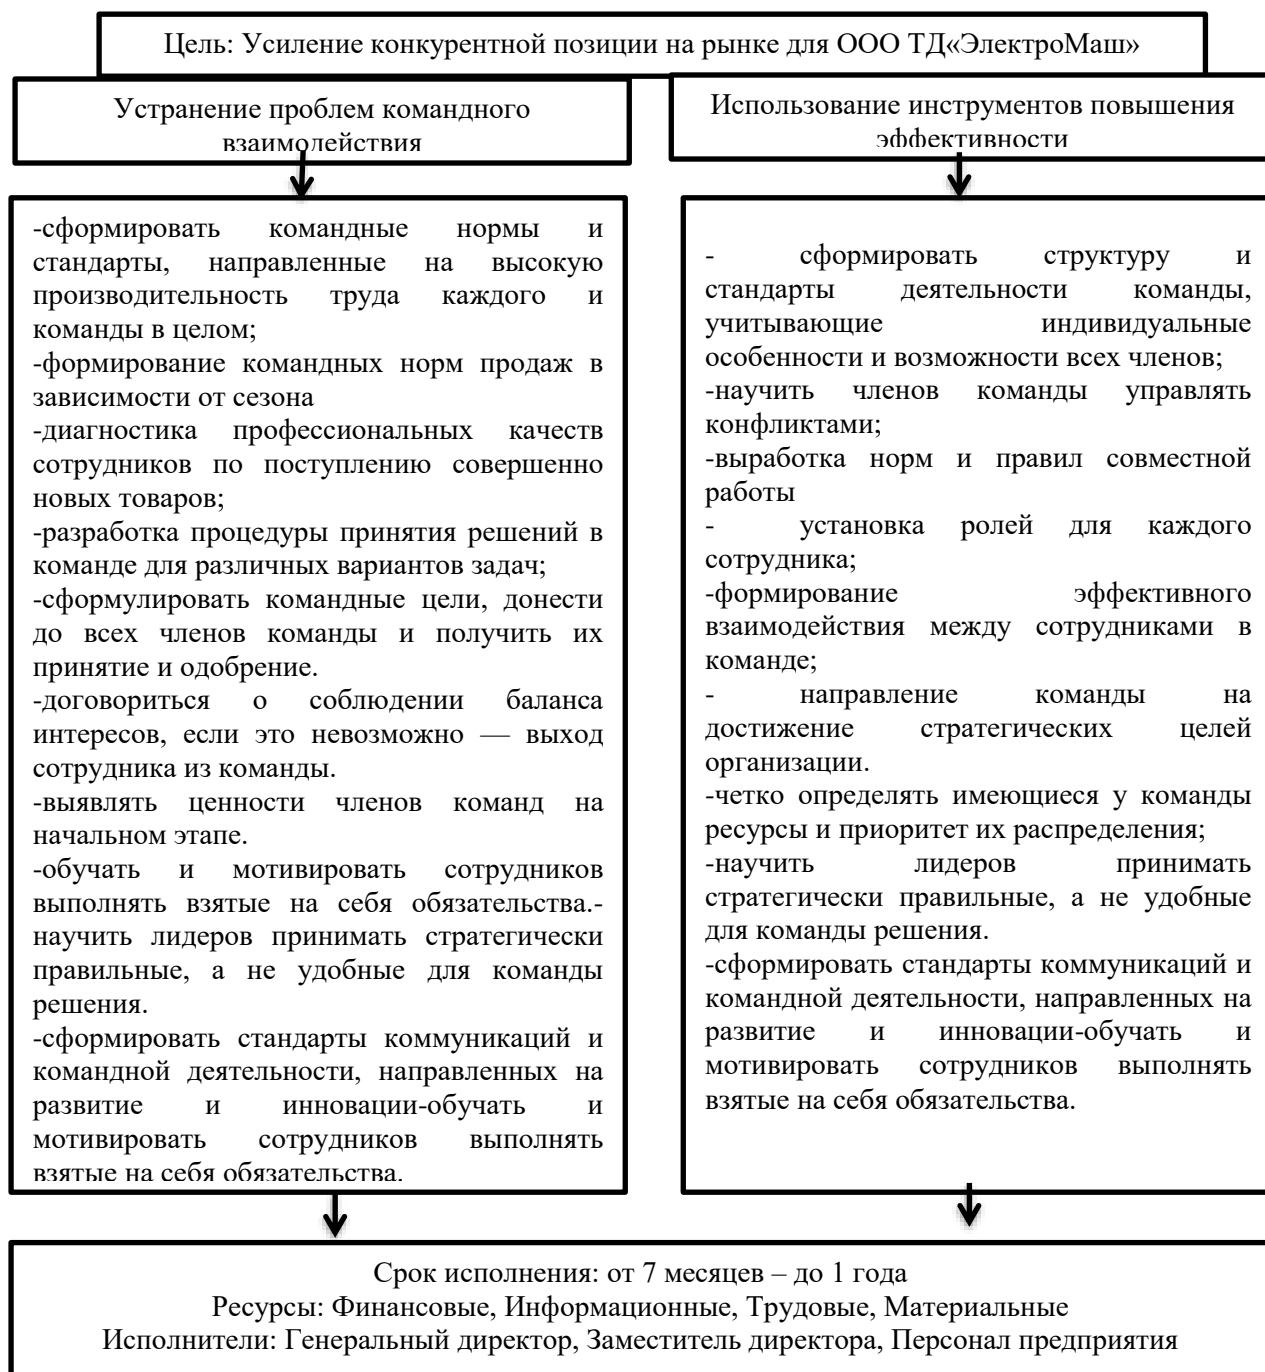 Цель: Усиление конкурентной позиции на рынке для ООО ТД«ЭлектроМаш»
Устранение проблем командного
взаимодействия
Использование инструментов повышения
эффективности
-сформировать командные нормы и
стандарты, направленные на высокую
производительность труда каждого и
команды в целом;
-формирование командных норм продаж в
зависимости от сезона
-диагностика профессиональных качеств
сотрудников по поступлению совершенно
новых товаров;
-разработка процедуры принятия решений в
команде для различных вариантов задач;
-сформулировать командные цели, донести
до всех членов команды и получить их
принятие и одобрение.
-договориться о соблюдении баланса
интересов, если это невозможно — выход
сотрудника из команды.
-выявлять ценности членов команд на
начальном этапе.
-обучать и мотивировать сотрудников
выполнять взятые на себя обязательства.-
научить лидеров принимать стратегически
правильные, а не удобные для команды
решения.
-сформировать стандарты коммуникаций и
командной деятельности, направленных на
развитие и инновации-обучать и
мотивировать сотрудников выполнять
взятые на себя обязательства.
- сформировать структуру и
стандарты деятельности команды,
учитывающие индивидуальные
особенности и возможности всех членов;
-научить членов команды управлять
конфликтами;
-выработка норм и правил совместной
работы
- установка ролей для каждого
сотрудника;
-формирование эффективного
взаимодействия между сотрудниками в
команде;
- направление команды на
достижение стратегических целей
организации.
-четко определять имеющиеся у команды
ресурсы и приоритет их распределения;
-научить лидеров принимать
стратегически правильные, а не удобные
для команды решения.
-сформировать стандарты коммуникаций и
командной деятельности, направленных на
развитие и инновации-обучать и
мотивировать сотрудников выполнять
взятые на себя обязательства.
Срок исполнения: от 7 месяцев – до 1 года
Ресурсы: Финансовые, Информационные, Трудовые, Материальные
Исполнители: Генеральный директор, Заместитель директора, Персонал предприятия